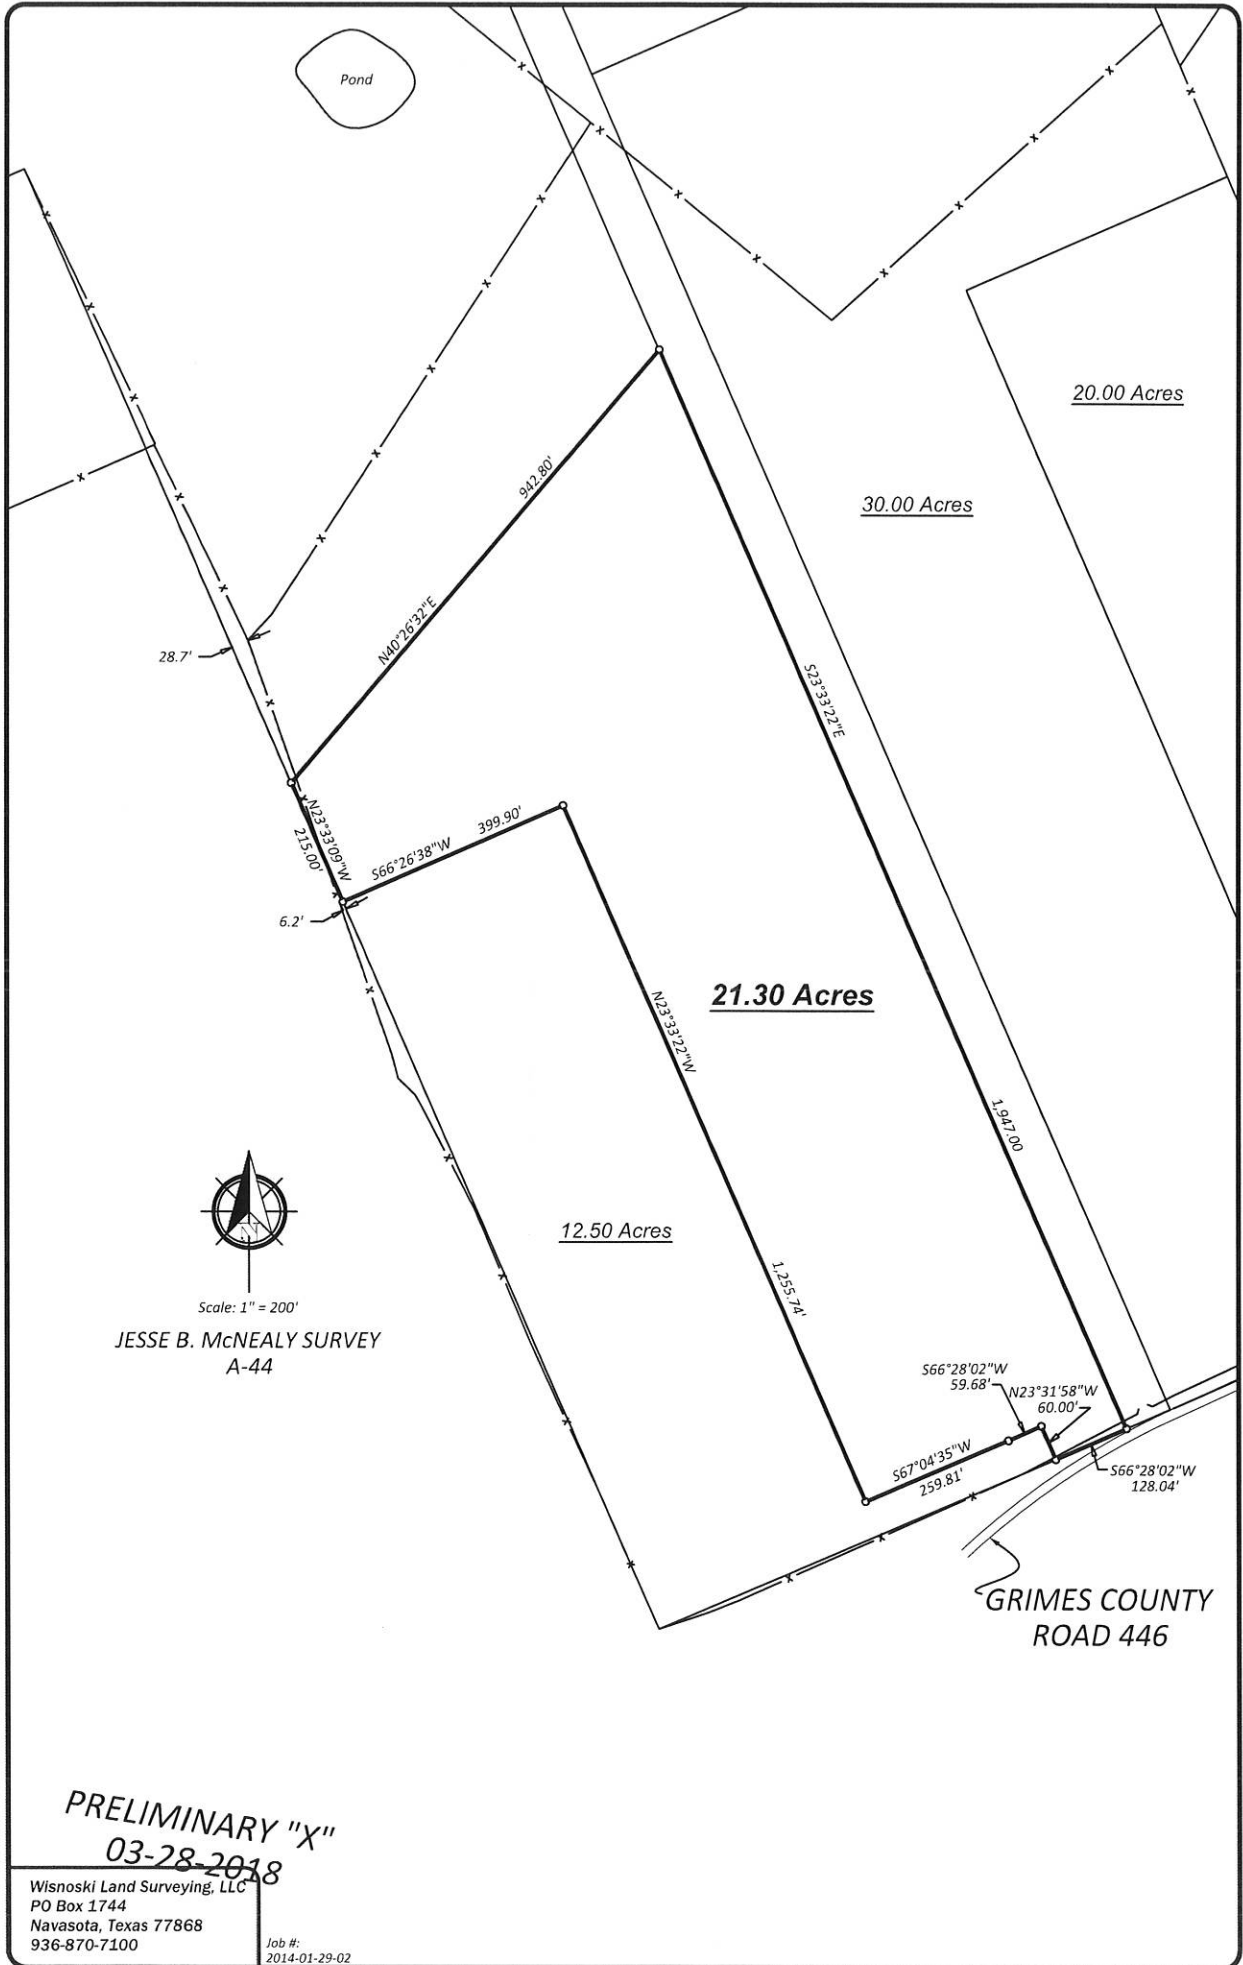 Pond
20.00 Acres
30.00 Acres
942.80'
N40°26'32"E
28.7'
S23°33'22"E
N23°33'09"W
215.00'
399.90'
S66°26'38"W
6.2'
21.30 Acres
N23°33'22"W
1,947.00
12.50 Acres
1,255.74'
N
Scale: 1" = 200'
JESSE B. McNEALY SURVEY
A-44
S66°28'02"W
59.68'
N23°31'58"W
60.00'
S67°04'35"W
259.81'
S66°28'02"W
128.04'
GRIMES COUNTY
ROAD 446
PRELIMINARY "X"
03-28-2018
Wisnoski Land Surveying, LLC
PO Box 1744
Navasota, Texas 77868
936-870-7100
Job #:
2014-01-29-02